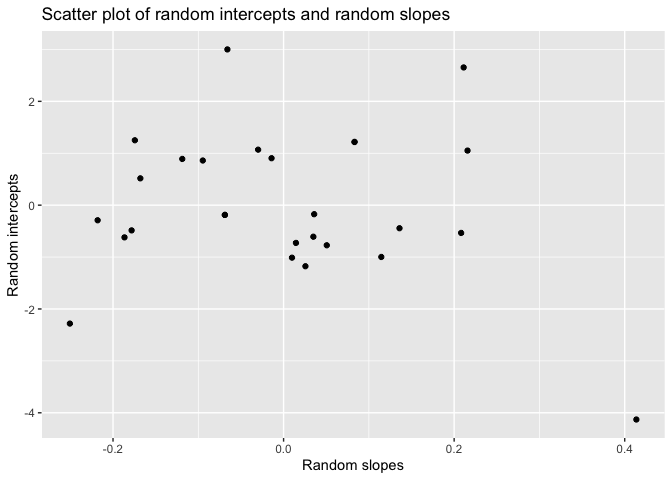 Scatter plot of random intercepts and random slopes
Random intercepts
2
0
-2
-4
-0.2
0.0
0.2
0.4
Random slopes